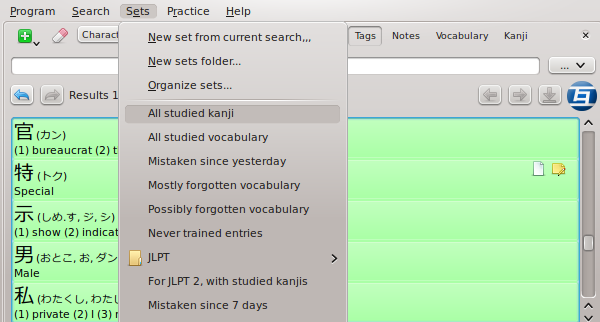 Program Search Sets Practice Help
Charact Tags Notes Vocabulary Kanji
New set from current search,,,
New sets folder...
...
Organize sets...
Results 1
All studied kanji
官 (カン)
(1) bureaucrat (2) t
All studied vocabulary
特 (トク)
Special
Mistaken since yesterday
Mostly forgotten vocabulary
示 (しめ.す, ジ, シ)
(1) show (2) indicat
Possibly forgotten vocabulary
Never trained entries
男 (おとこ, お, ダン
Male
JLPT
For JLPT 2, with studied kanjis
私 (わたくし, わたし
(1) private (2) I (3)
Mistaken since 7 days
互